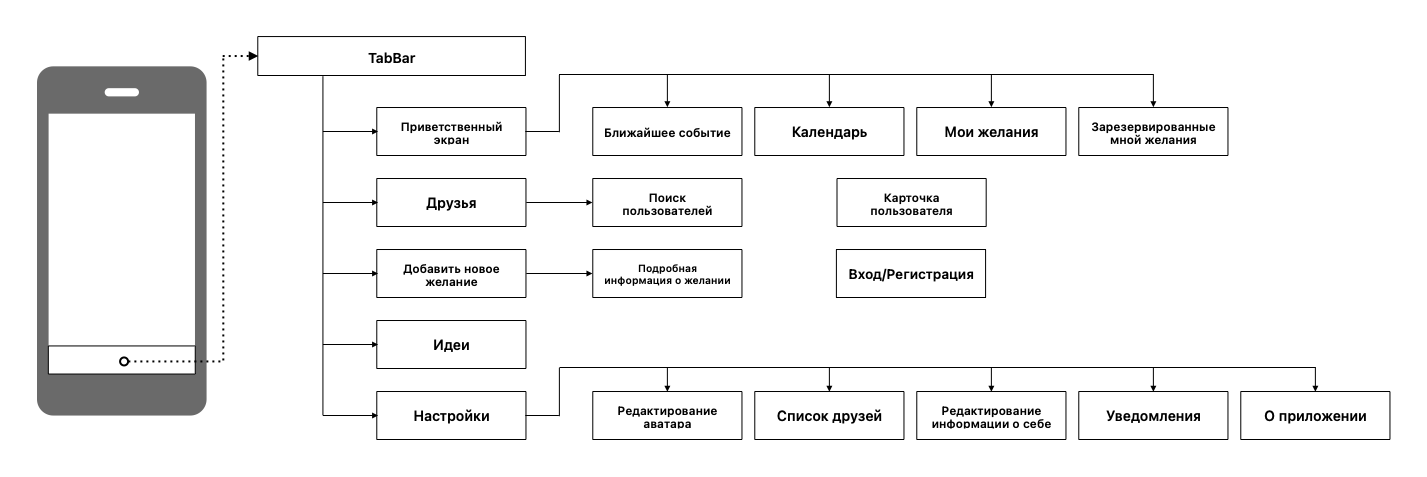 TabBar
Приветственный
экран
Ближайшее событие
Календарь
Мои желания
Зарезервированные
мной желания
Друзья
Поиск
пользователей
Карточка
пользователя
Добавить новое
желание
Подробная
информация о желании
Вход/Регистрация
Идеи
Настройки
Редактирование
аватара
Список друзей
Редактирование
информации о себе
Уведомления
О приложении